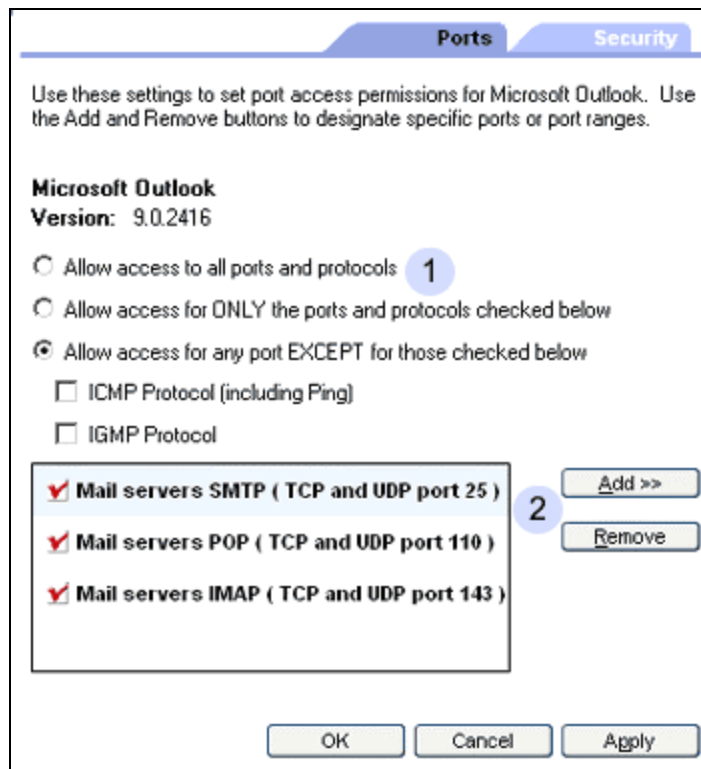 Ports Security
Use these settings to set port access permissions for Microsoft Outlook. Use
the Add and Remove buttons to designate specific ports or port ranges.
Microsoft Outlook
Version: 9.0.2416
Allow access to all ports and protocols 1
Allow access for ONLY the ports and protocols checked below
Allow access for any port EXCEPT for those checked below
ICMP Protocol (including Ping)
IGMP Protocol
Mail servers SMTP ( TCP and UDP port 25 ) 2 Add >>
Mail servers POP ( TCP and UDP port 110 ) Remove
Mail servers IMAP ( TCP and UDP port 143 )
OK Cancel Apply